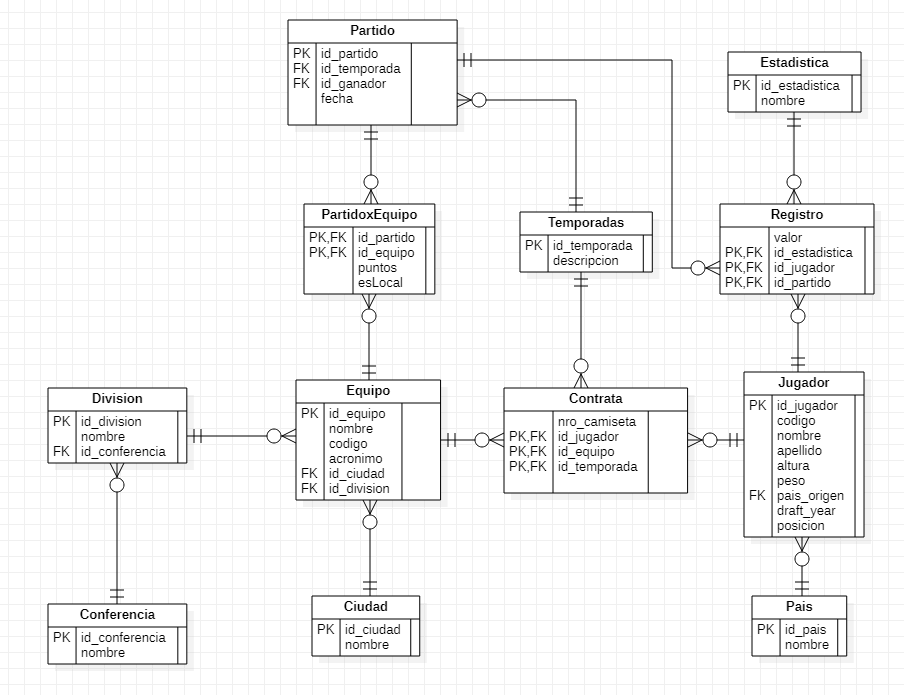 Partido
PK id_partido
FK id_temporada
FK id_ganador
fecha
Estadistica
PK id_estadistica
nombre
PartidoxEquipo
PK,FK id_partido
PK,FK id_equipo
puntos
esLocal
Temporadas
PK id_temporada
descripcion
Registro
valor
PK,FK id_estadistica
PK,FK id_jugador
PK,FK id_partido
Division
PK id_division
nombre
FK id_conferencia
Equipo
PK id_equipo
nombre
codigo
acronimo
FK id_ciudad
FK id_division
Contrata
nro_camiseta
PK,FK id_jugador
PK,FK id_equipo
PK,FK id_temporada
Jugador
PK id_jugador
codigo
nombre
apellido
altura
peso
FK pais_origen
draft_year
posicion
Conferencia
PK id_conferencia
nombre
Ciudad
PK id_ciudad
nombre
Pais
PK id_pais
nombre